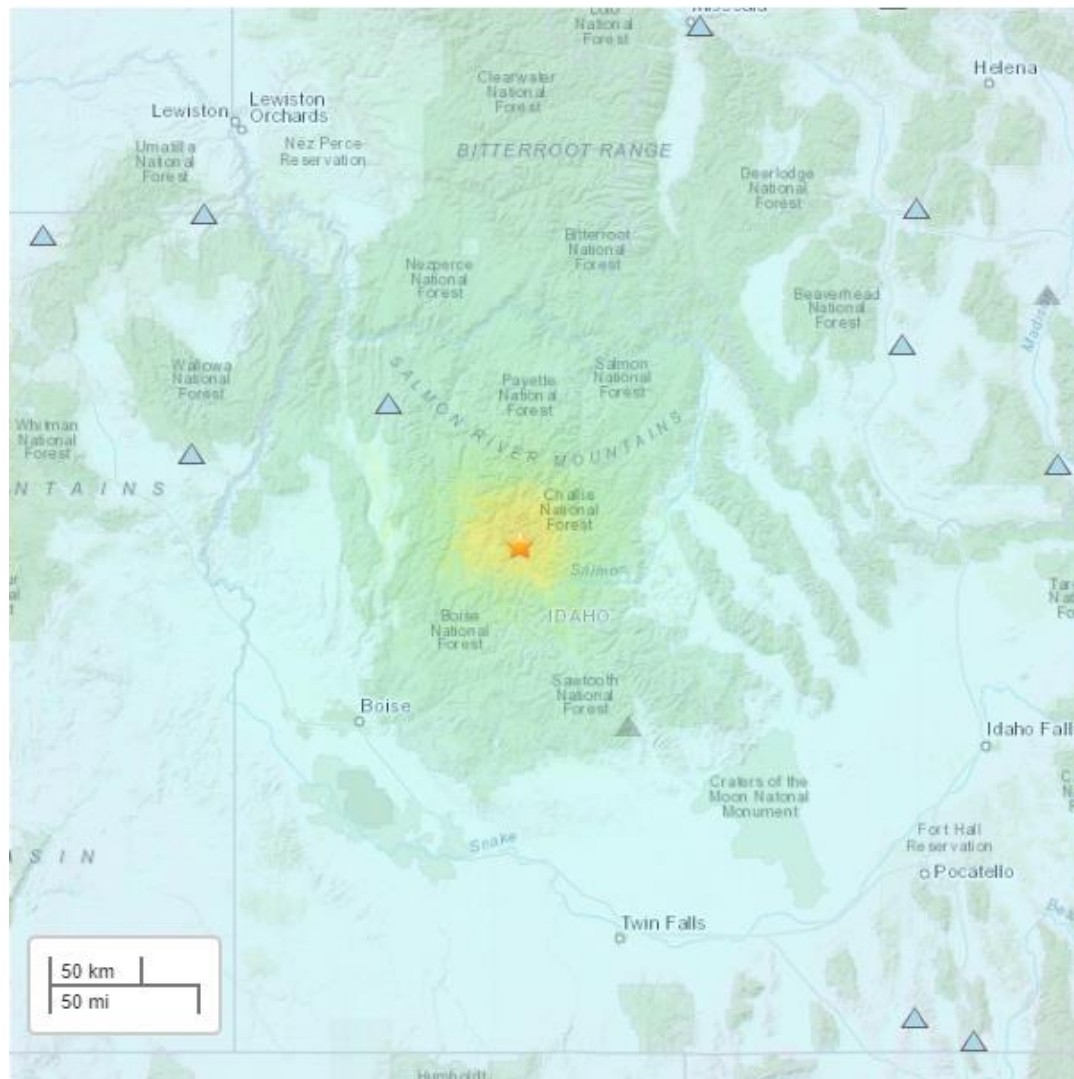 National
Forest
Helena
Clearwater
National
Forest
Lewiston
Lewiston
Orchards
Umatilla
National
Forest
Nez Perce
Reservation
BITTERROOT RANGE
Deerlodge
National
Forest
Bitterroot
National
Forest
Nezperce
National
Forest
Beaverhead
National
Forest
Wallowa
National
Forest
SALMON RIVER MOUNTAINS
Payette
National
Forest
Salmon
National
Forest
Whitman
National
Forest
NTAINS
Challis
National
Forest
Salmon
IDAHO
Boise
National
Forest
Sawtooth
National
Forest
Boise
Idaho Fall
Craters of the
Moon Natonal
Monument
Snake
Fort Hall
Reservation
Pocatello
ASIN
Twin Falls
50 km
50 mi